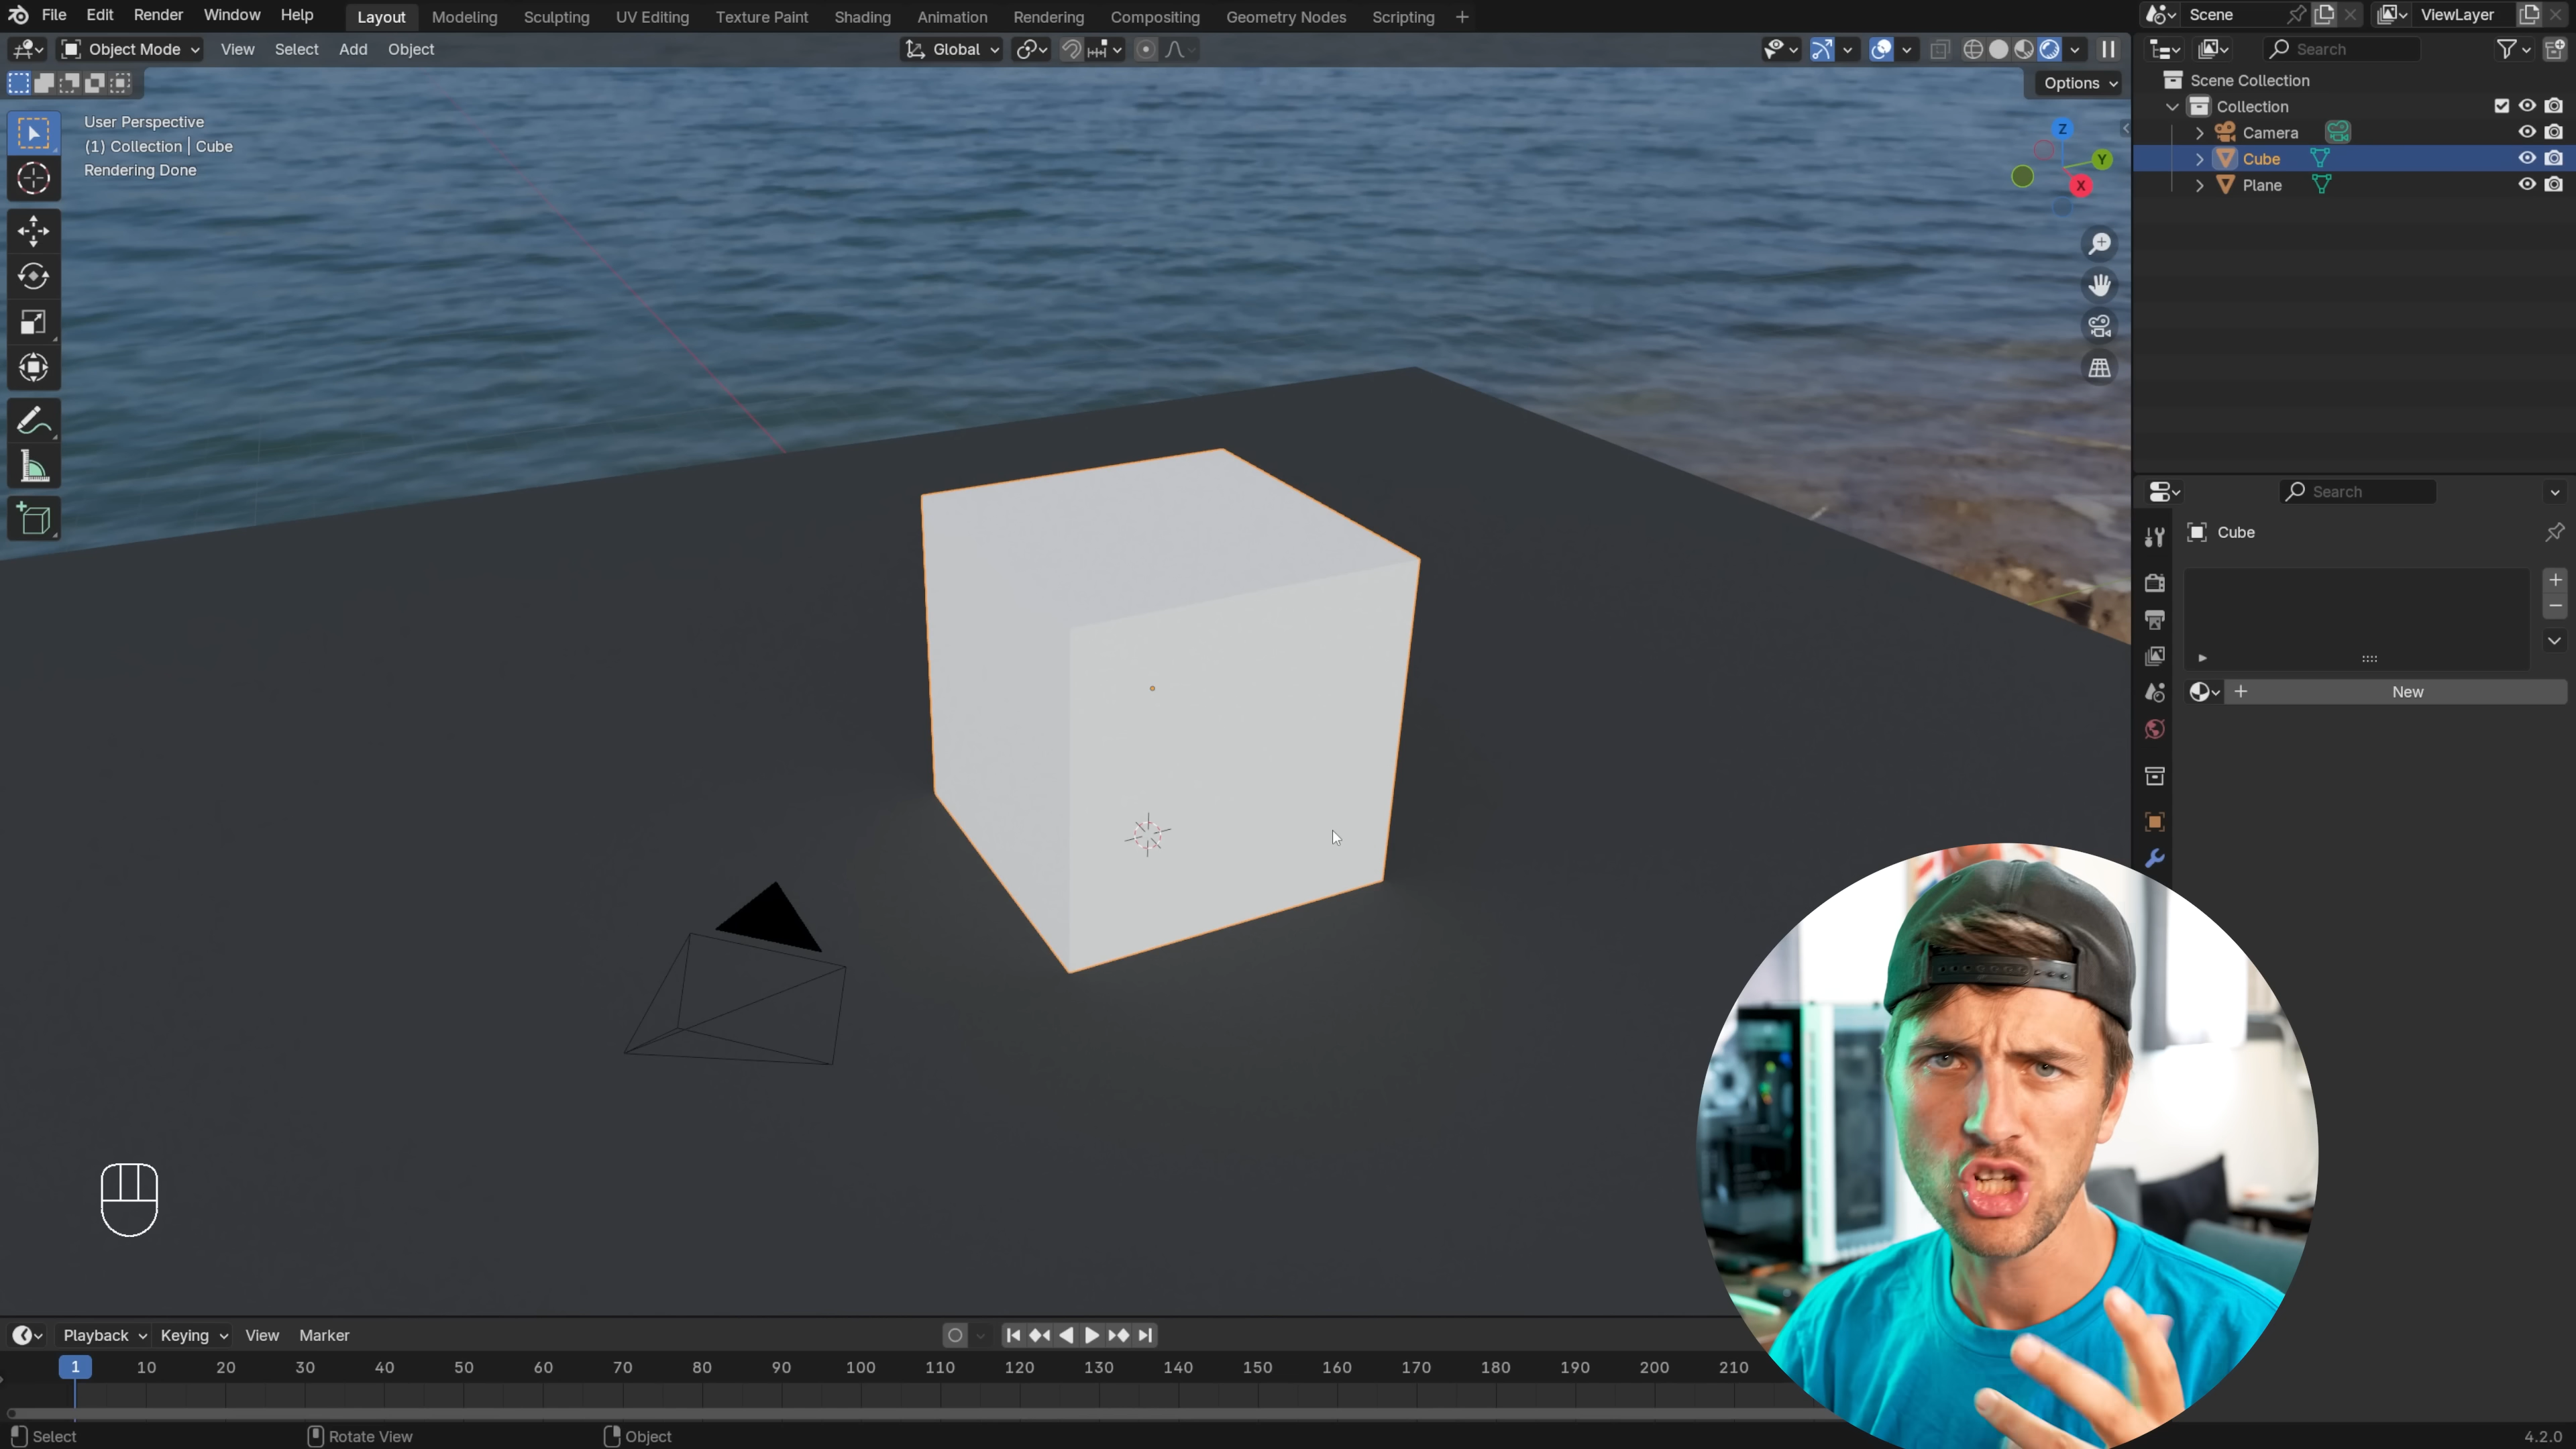 File Edit Render Window Help Layout Modeling Sculpting UV Editing Texture Paint Shading Animation Rendering Compositing Geometry Nodes Scripting + Scene ViewLayer
Object Mode View Select Add Object Global Search
Options
User Perspective
(1) Collection | Cube
Rendering Done
Z
Y
X
Scene Collection
Collection
Camera
Cube
Plane
Search
Cube
New
Playback Keying View Marker
1 10 20 30 40 50 60 70 80 90 100 110 120 130 140 150 160 170 180 190 200 210
Select Rotate View Object 4.2.0